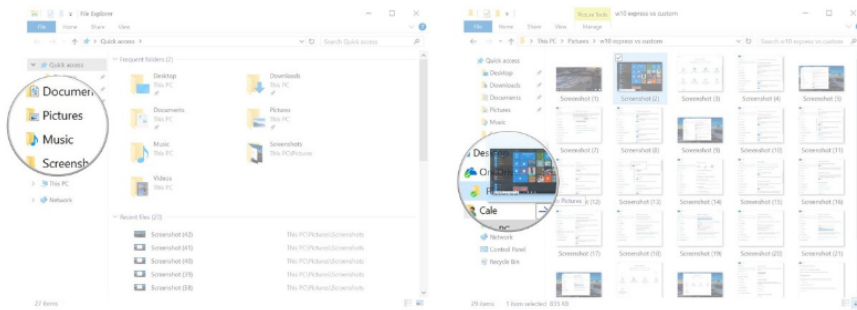 File Explorer
File Home Share View
Quick access
Search Quick access
Quick access
Documen
Pictures
Music
Screensh
This PC
Network
Frequent folders (7)
Desktop
This PC
Downloads
This PC
Documents
This PC
Pictures
This PC
Music
This PC
Screenshots
This PC\Pictures
Videos
This PC
Recent files (20)
Screenshot (42) This PC\Pictures\Screenshots
Screenshot (41) This PC\Pictures\Screenshots
Screenshot (40) This PC\Pictures\Screenshots
Screenshot (39) This PC\Pictures\Screenshots
Screenshot (38) This PC\Pictures\Screenshots
27 items
Picture Tools w10 express vs custom
File Home Share View Manage
This PC Pictures w10 express vs custom
Search w10 express vs custom
Quick access
Desktop
Downloads
Documents
Pictures
Music
Cale
Pictures
Network
Control Panel
Recycle Bin
Screenshot (1) Screenshot (2) Screenshot (3) Screenshot (4) Screenshot (5)
Screenshot (7) Screenshot (8) Screenshot (9) Screenshot (10) Screenshot (11)
Screenshot (12) Screenshot (13) Screenshot (14) Screenshot (15) Screenshot (16)
Screenshot (17) Screenshot (18) Screenshot (19) Screenshot (20) Screenshot (21)
29 items 1 item selected 835 KB